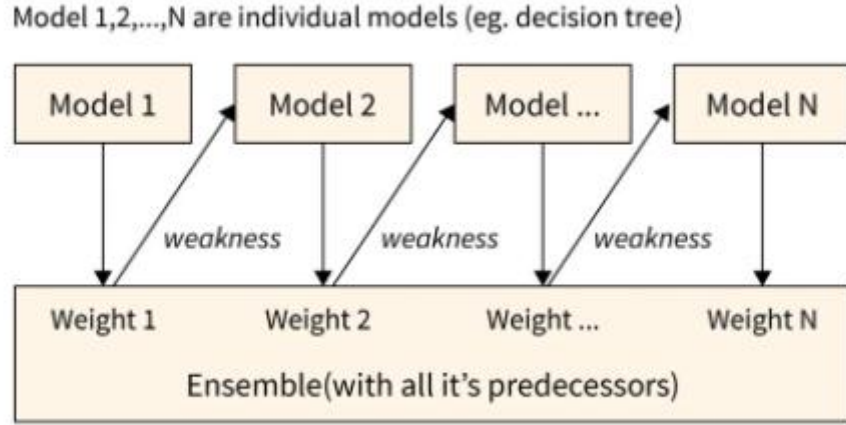 Model 1,2,...,N are individual models (eg. decision tree)
Model 1 Model 2 Model ... Model N
weakness weakness weakness
Weight 1 Weight 2 Weight ... Weight N
Ensemble(with all it's predecessors)